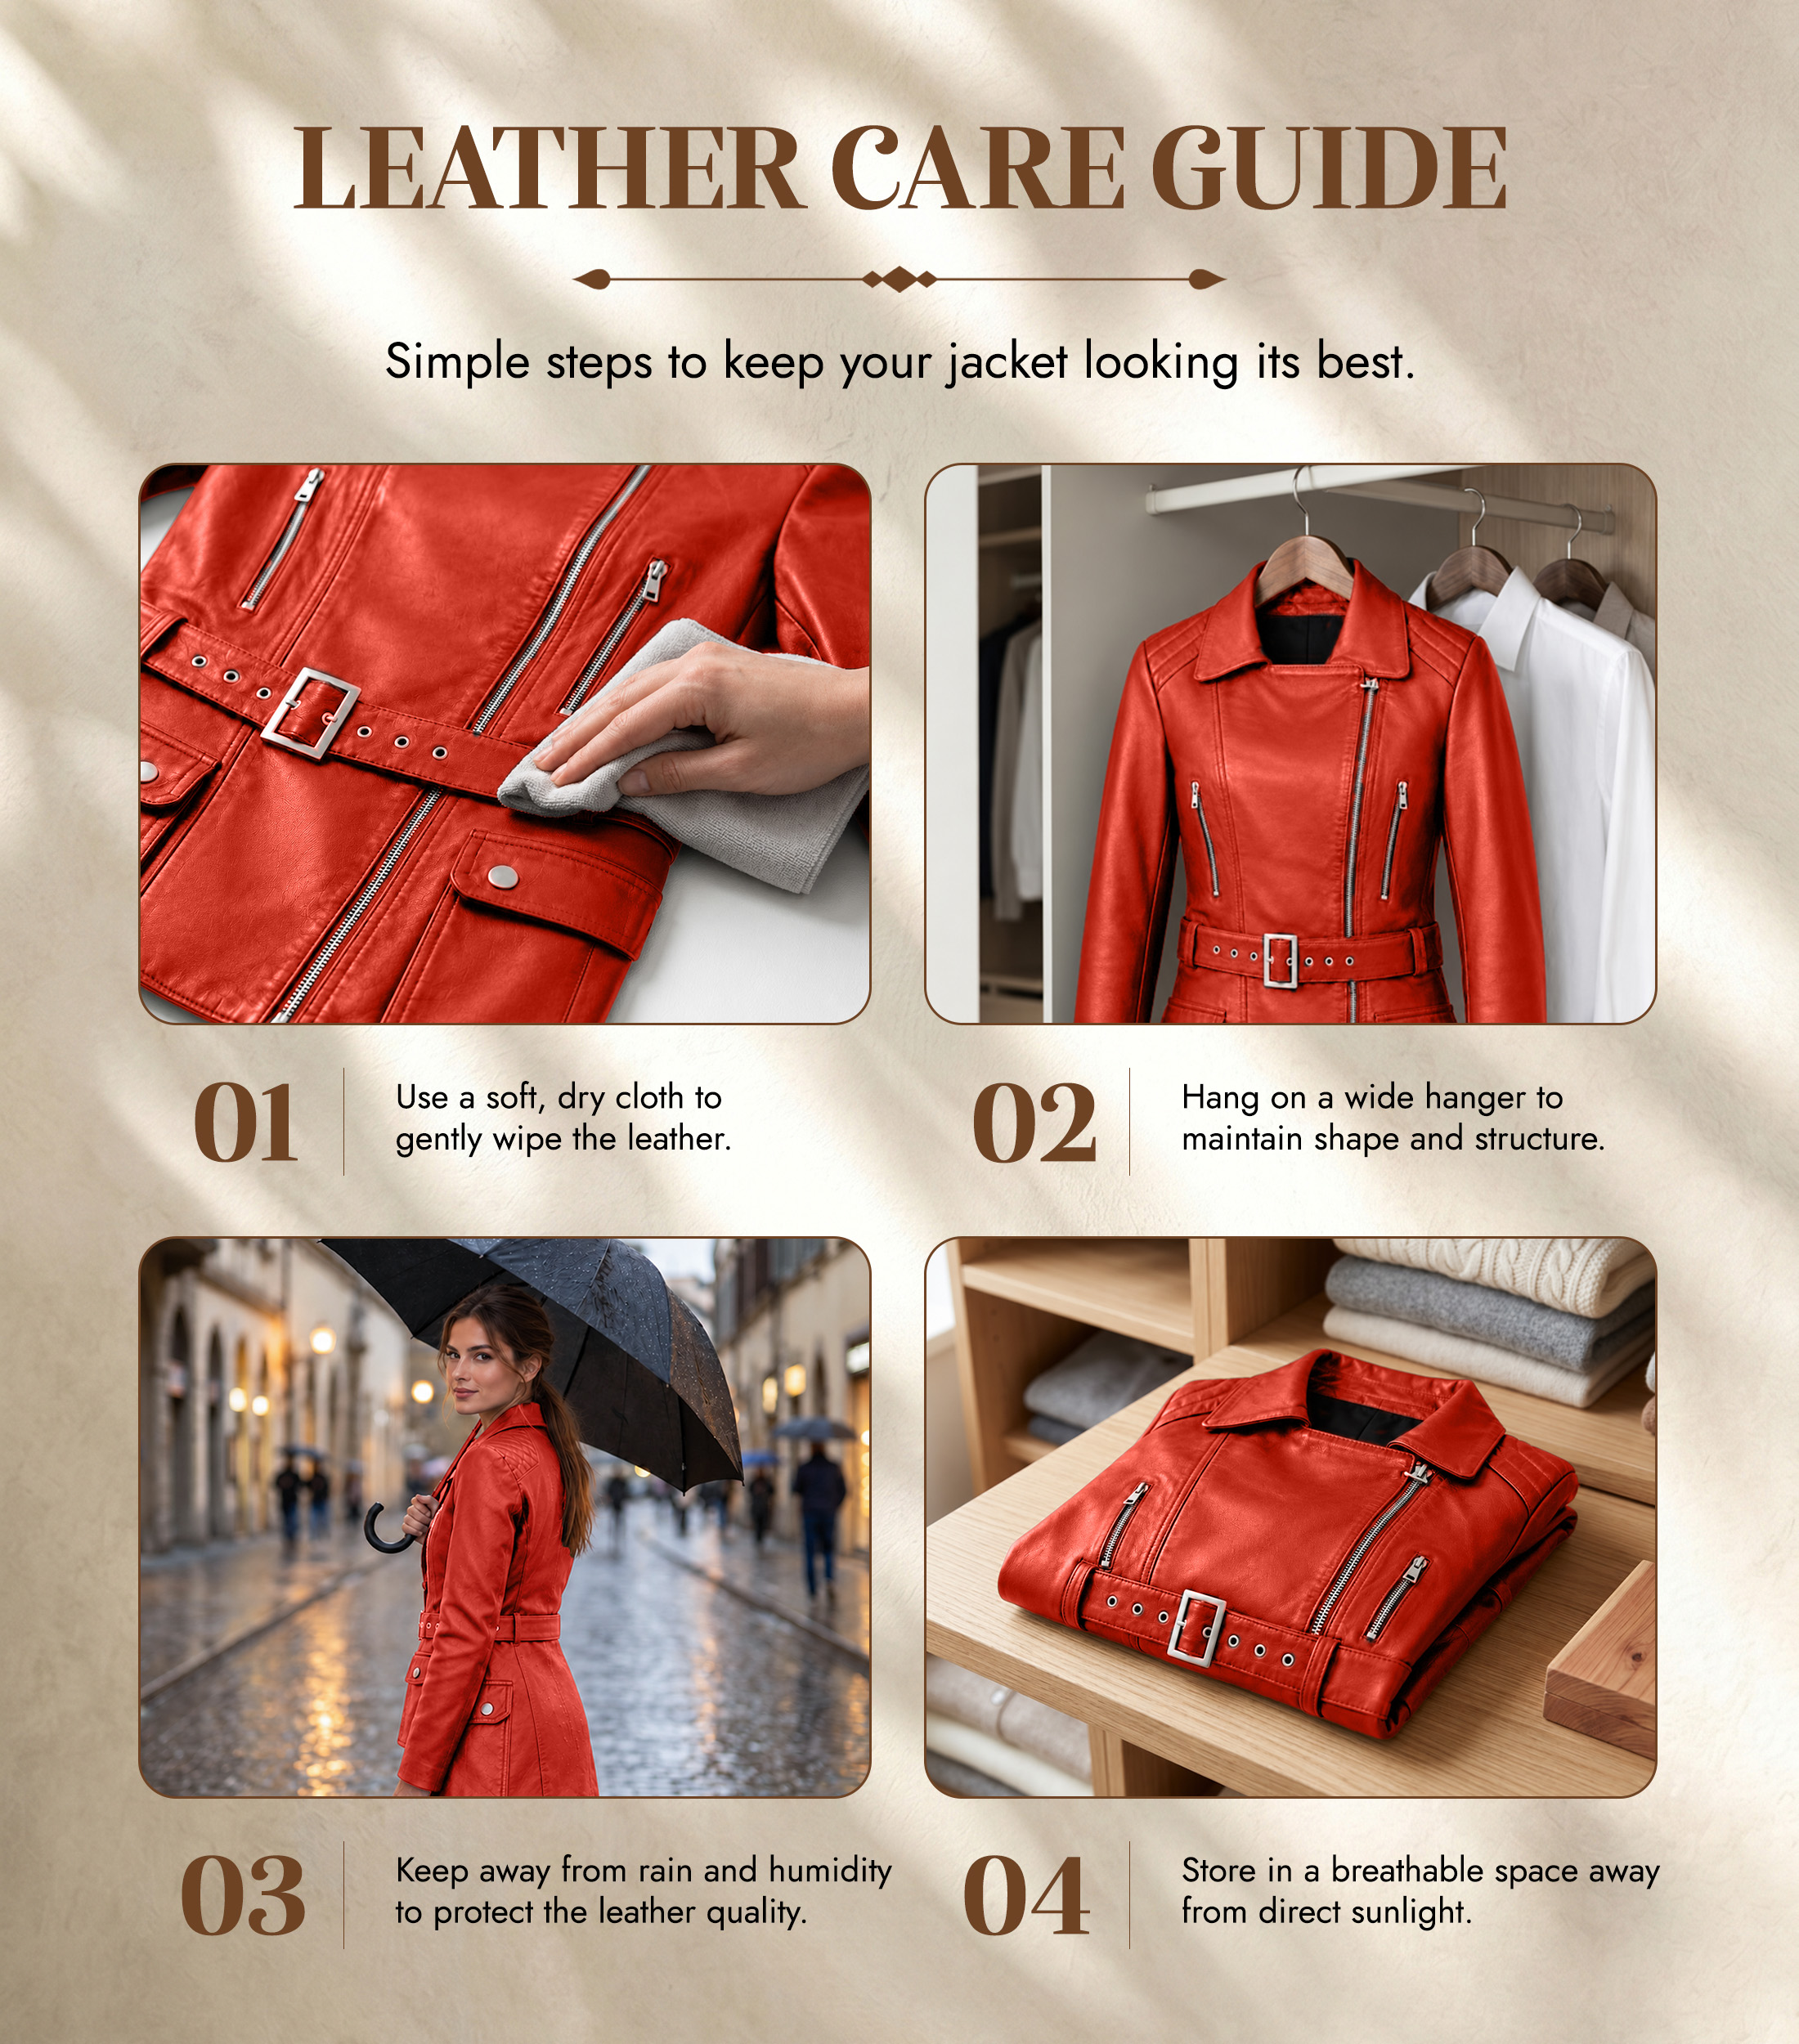 LEATHER CARE GUIDE
Simple steps to keep your jacket looking its best.
01
Use a soft, dry cloth to
gently wipe the leather.
02
Hang on a wide hanger to
maintain shape and structure.
03
Keep away from rain and humidity
to protect the leather quality.
04
Store in a breathable space away
from direct sunlight.